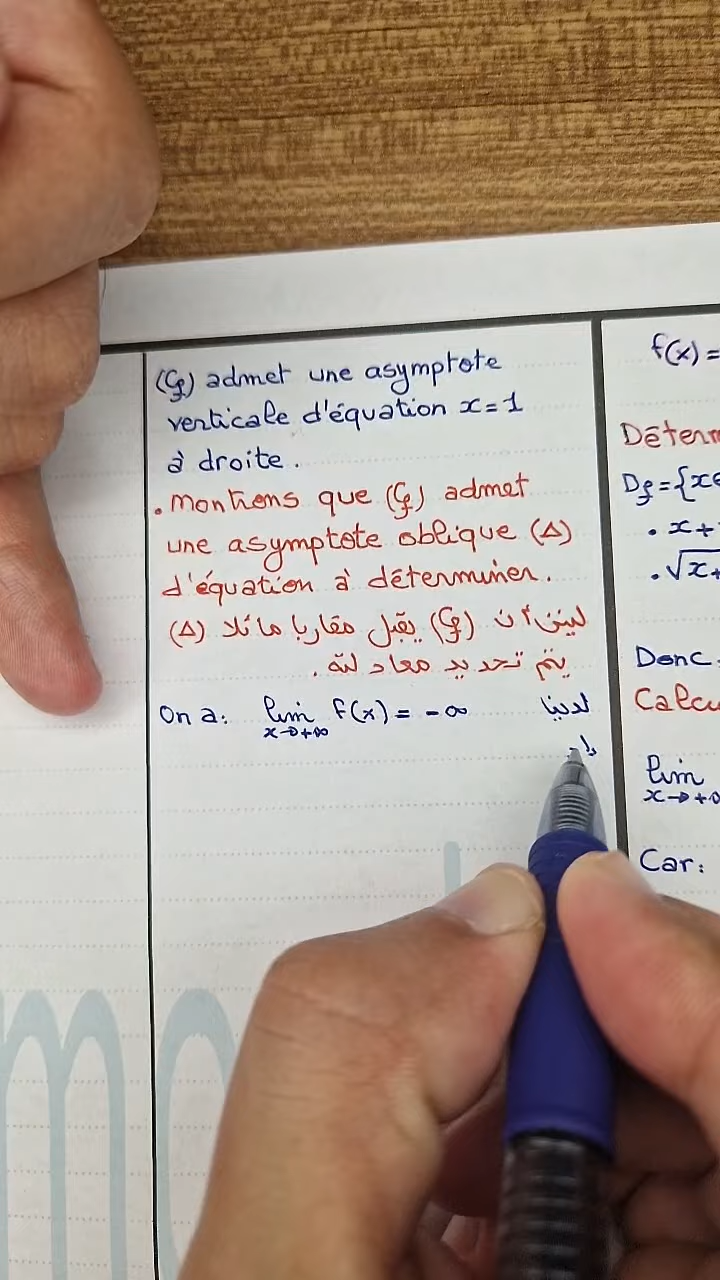 (Cf) admet une asymptote
verticale d'équation x=1
à droite.
. Montrons que (Cf) admet
une asymptote oblique (Δ)
d'équation à déterminer.
لنبين أن (Cf) يقبل مقاربا مائلا (Δ)
يتم تحديد معادلته.
On a: lim f(x) = -∞ لدينا
x→+∞
f(x)=
Déterm
Df={x∈
. x+
. √x+
Donc
Calcu
lim
x→+∞
Car: